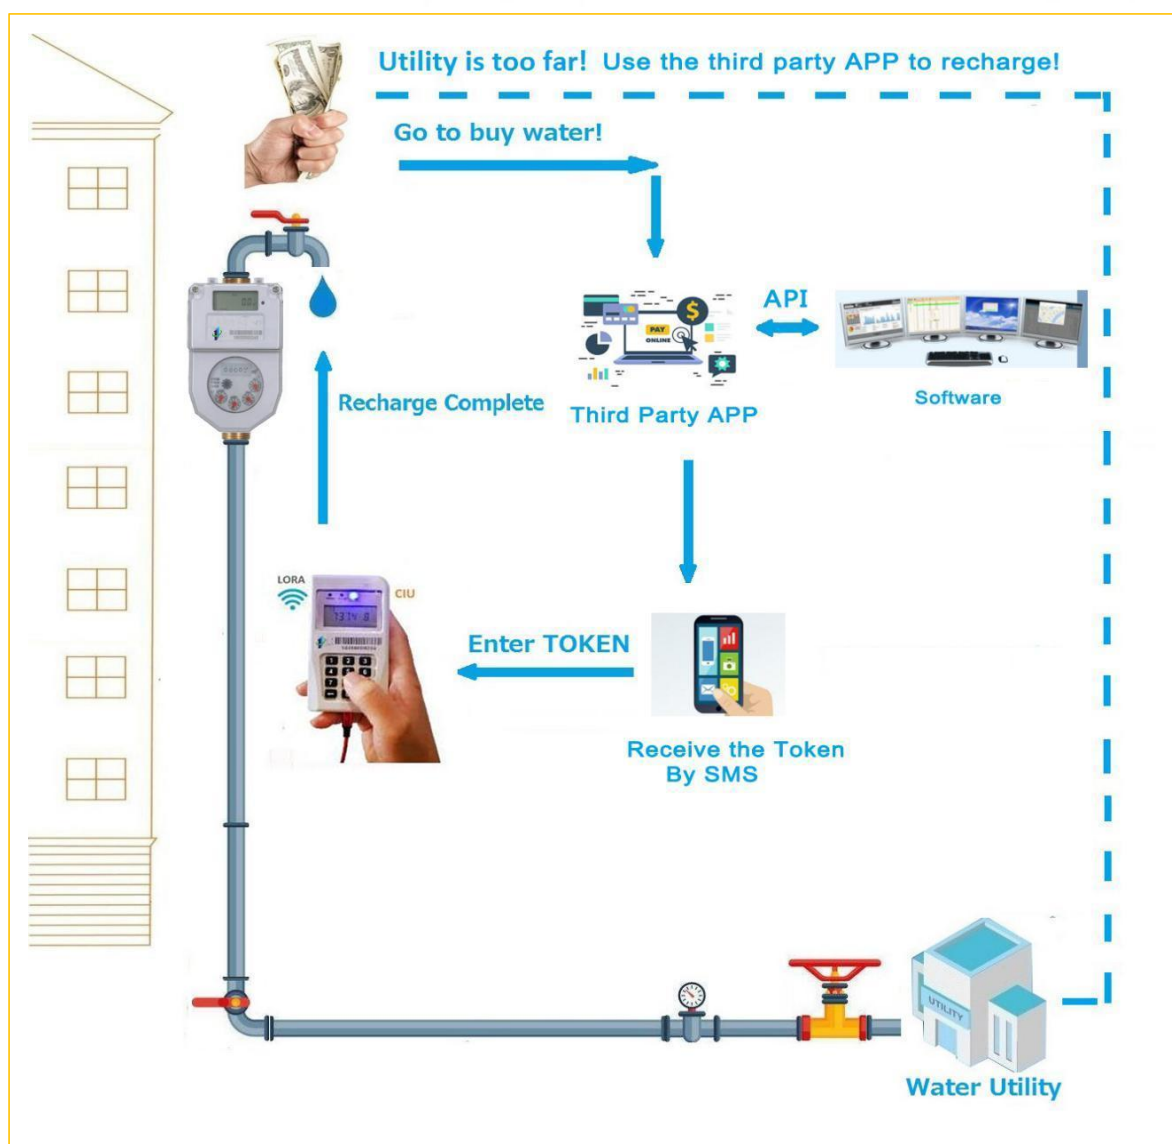 Utility is too far! Use the third party APP to recharge!
Go to buy water!
API
PAY
ONLINE
Software
Third Party APP
Recharge Complete
LORA
CIU
Enter TOKEN
Receive the Token
By SMS
UTILITY
Water Utility